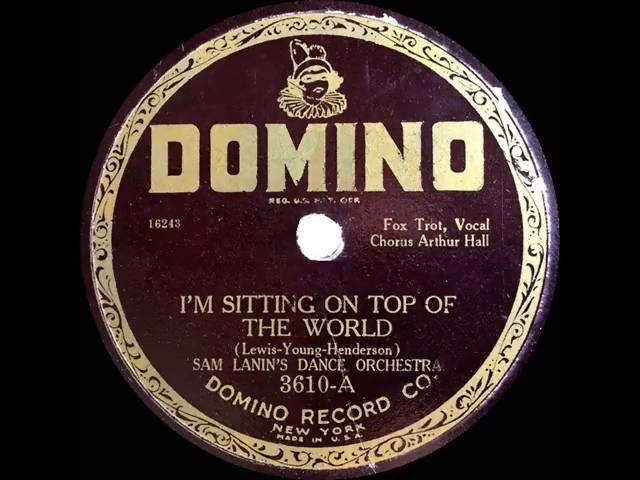 DOMINO
REG. U.S. PAT. OFF.
16243
Fox Trot, Vocal
Chorus Arthur Hall
I'M SITTING ON TOP OF
THE WORLD
(Lewis-Young-Henderson)
SAM LANIN'S DANCE ORCHESTRA
3610-A
DOMINO RECORD CO.
NEW YORK
MADE IN U.S.A.